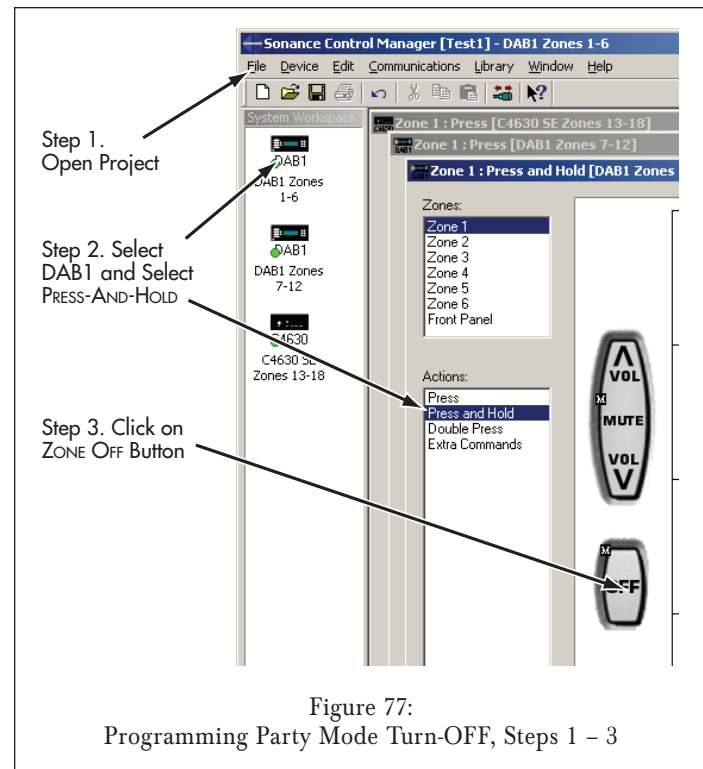 Sonance Control Manager [Test1] - DAB1 Zones 1-6
File Device Edit Communications Library Window Help
System Workspace
Zone 1 : Press [C4630 SE Zones 13-18]
Zone 1 : Press [DAB1 Zones 7-12]
Zone 1 : Press and Hold [DAB1 Zones
Step 1.
Open Project
DAB1
DAB1 Zones
1-6
Step 2. Select
DAB1 and Select
PRESS-AND-HOLD
DAB1
DAB1 Zones
7-12
C4630
C4630 SE
Zones 13-18
Zones:
Zone 1
Zone 2
Zone 3
Zone 4
Zone 5
Zone 6
Front Panel
Actions:
Press
Press and Hold
Double Press
Extra Commands
Step 3. Click on
ZONE OFF Button
VOL
M
MUTE
VOL
M
OFF
Figure 77:
Programming Party Mode Turn-OFF, Steps 1 – 3